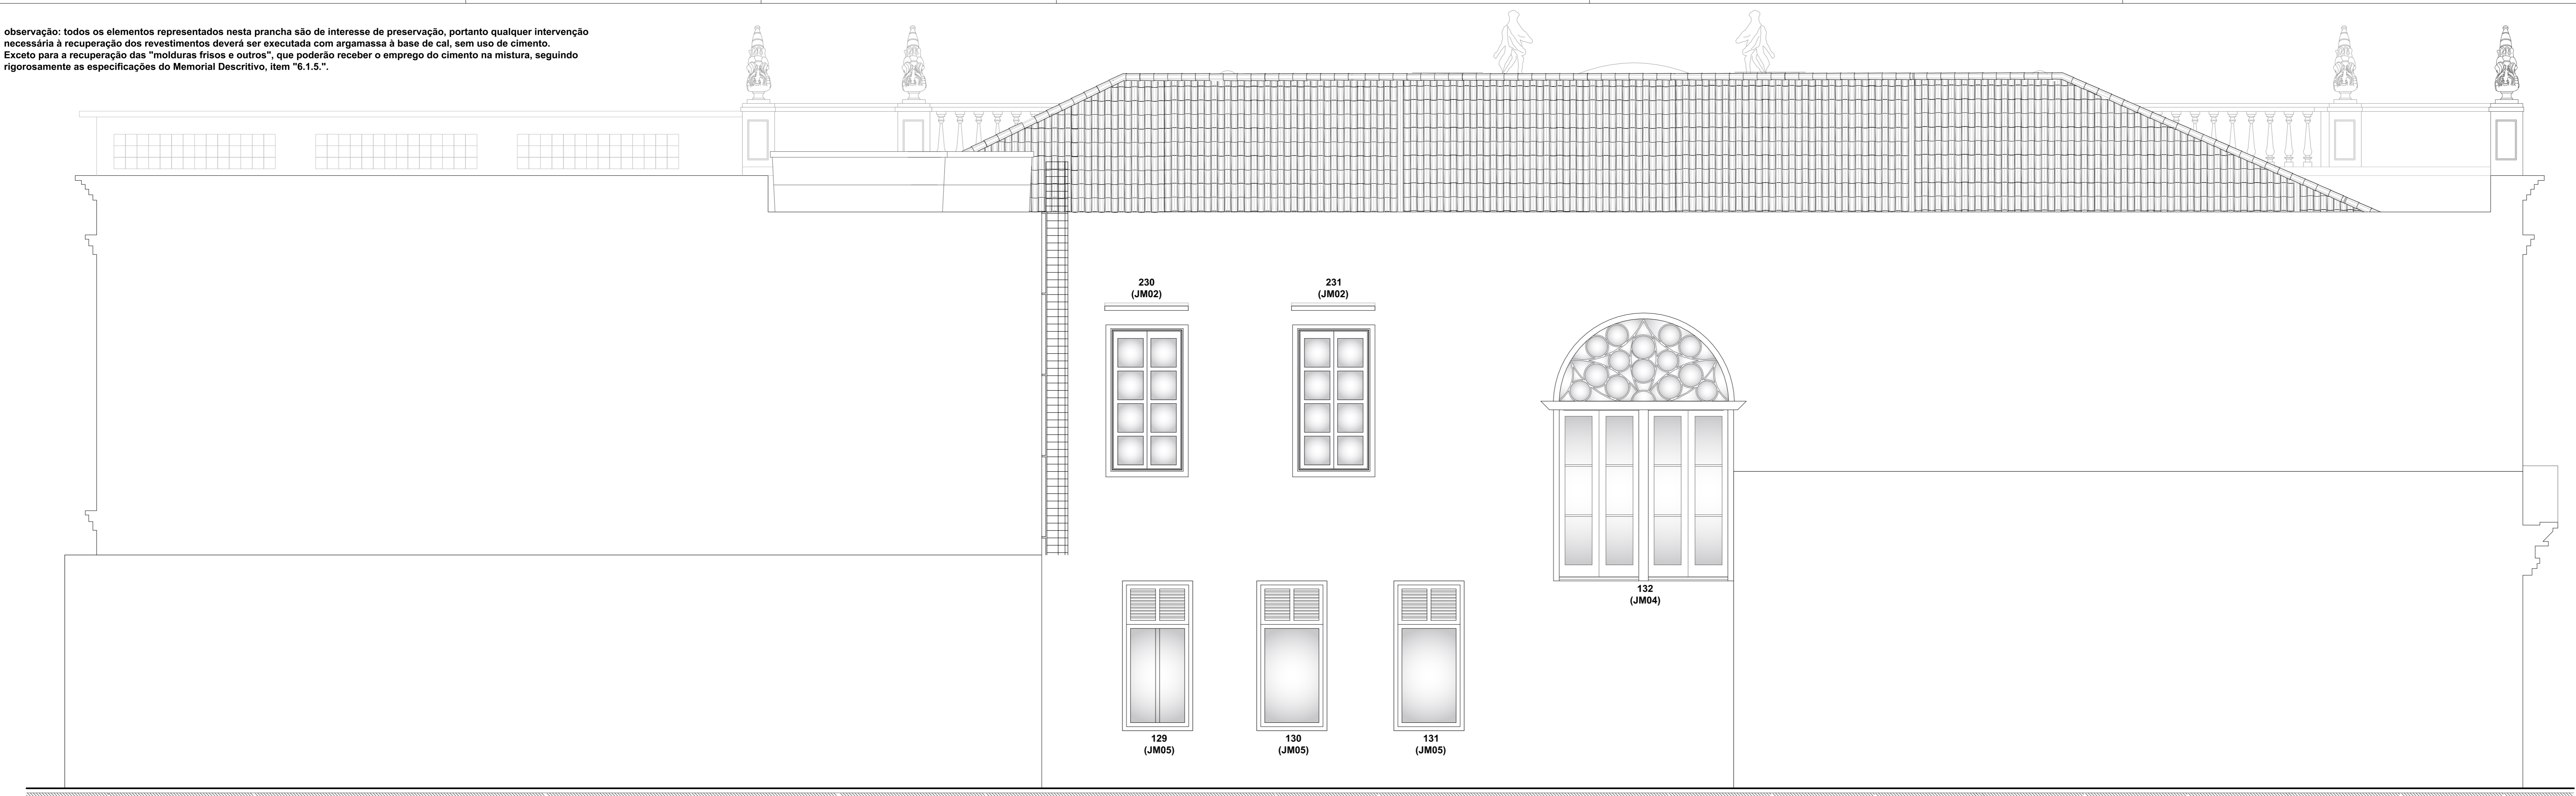 observação: todos os elementos representados nesta prancha são de interesse de preservação, portanto qualquer intervenção
necessária à recuperação dos revestimentos deverá ser executada com argamassa à base de cal, sem uso de cimento.
Exceto para a recuperação das "molduras frisos e outros", que poderão receber o emprego do cimento na mistura, seguindo
rigorosamente as especificações do Memorial Descritivo, item "6.1.5.".
230
(JM02)
231
(JM02)
132
(JM04)
129
(JM05)
130
(JM05)
131
(JM05)